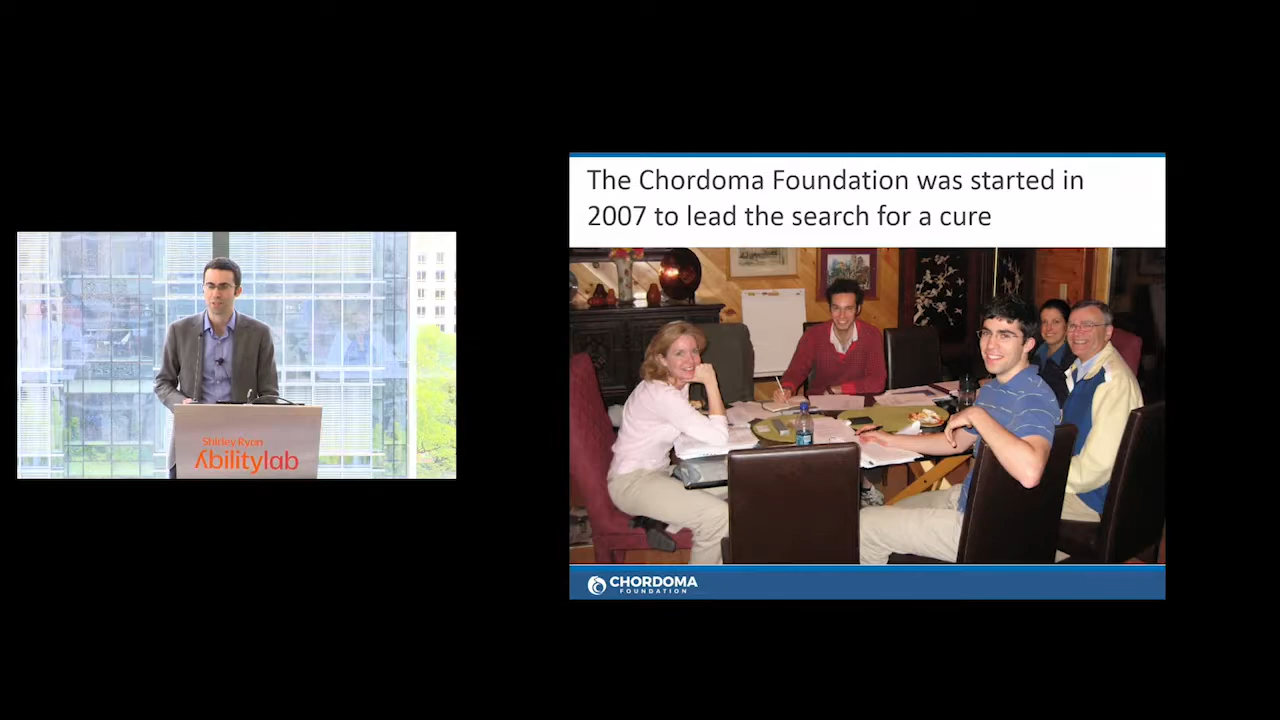 The Chordoma Foundation was started in
2007 to lead the search for a cure
Shirley Ryan
Abilitylab
CHORDOMA
FOUNDATION